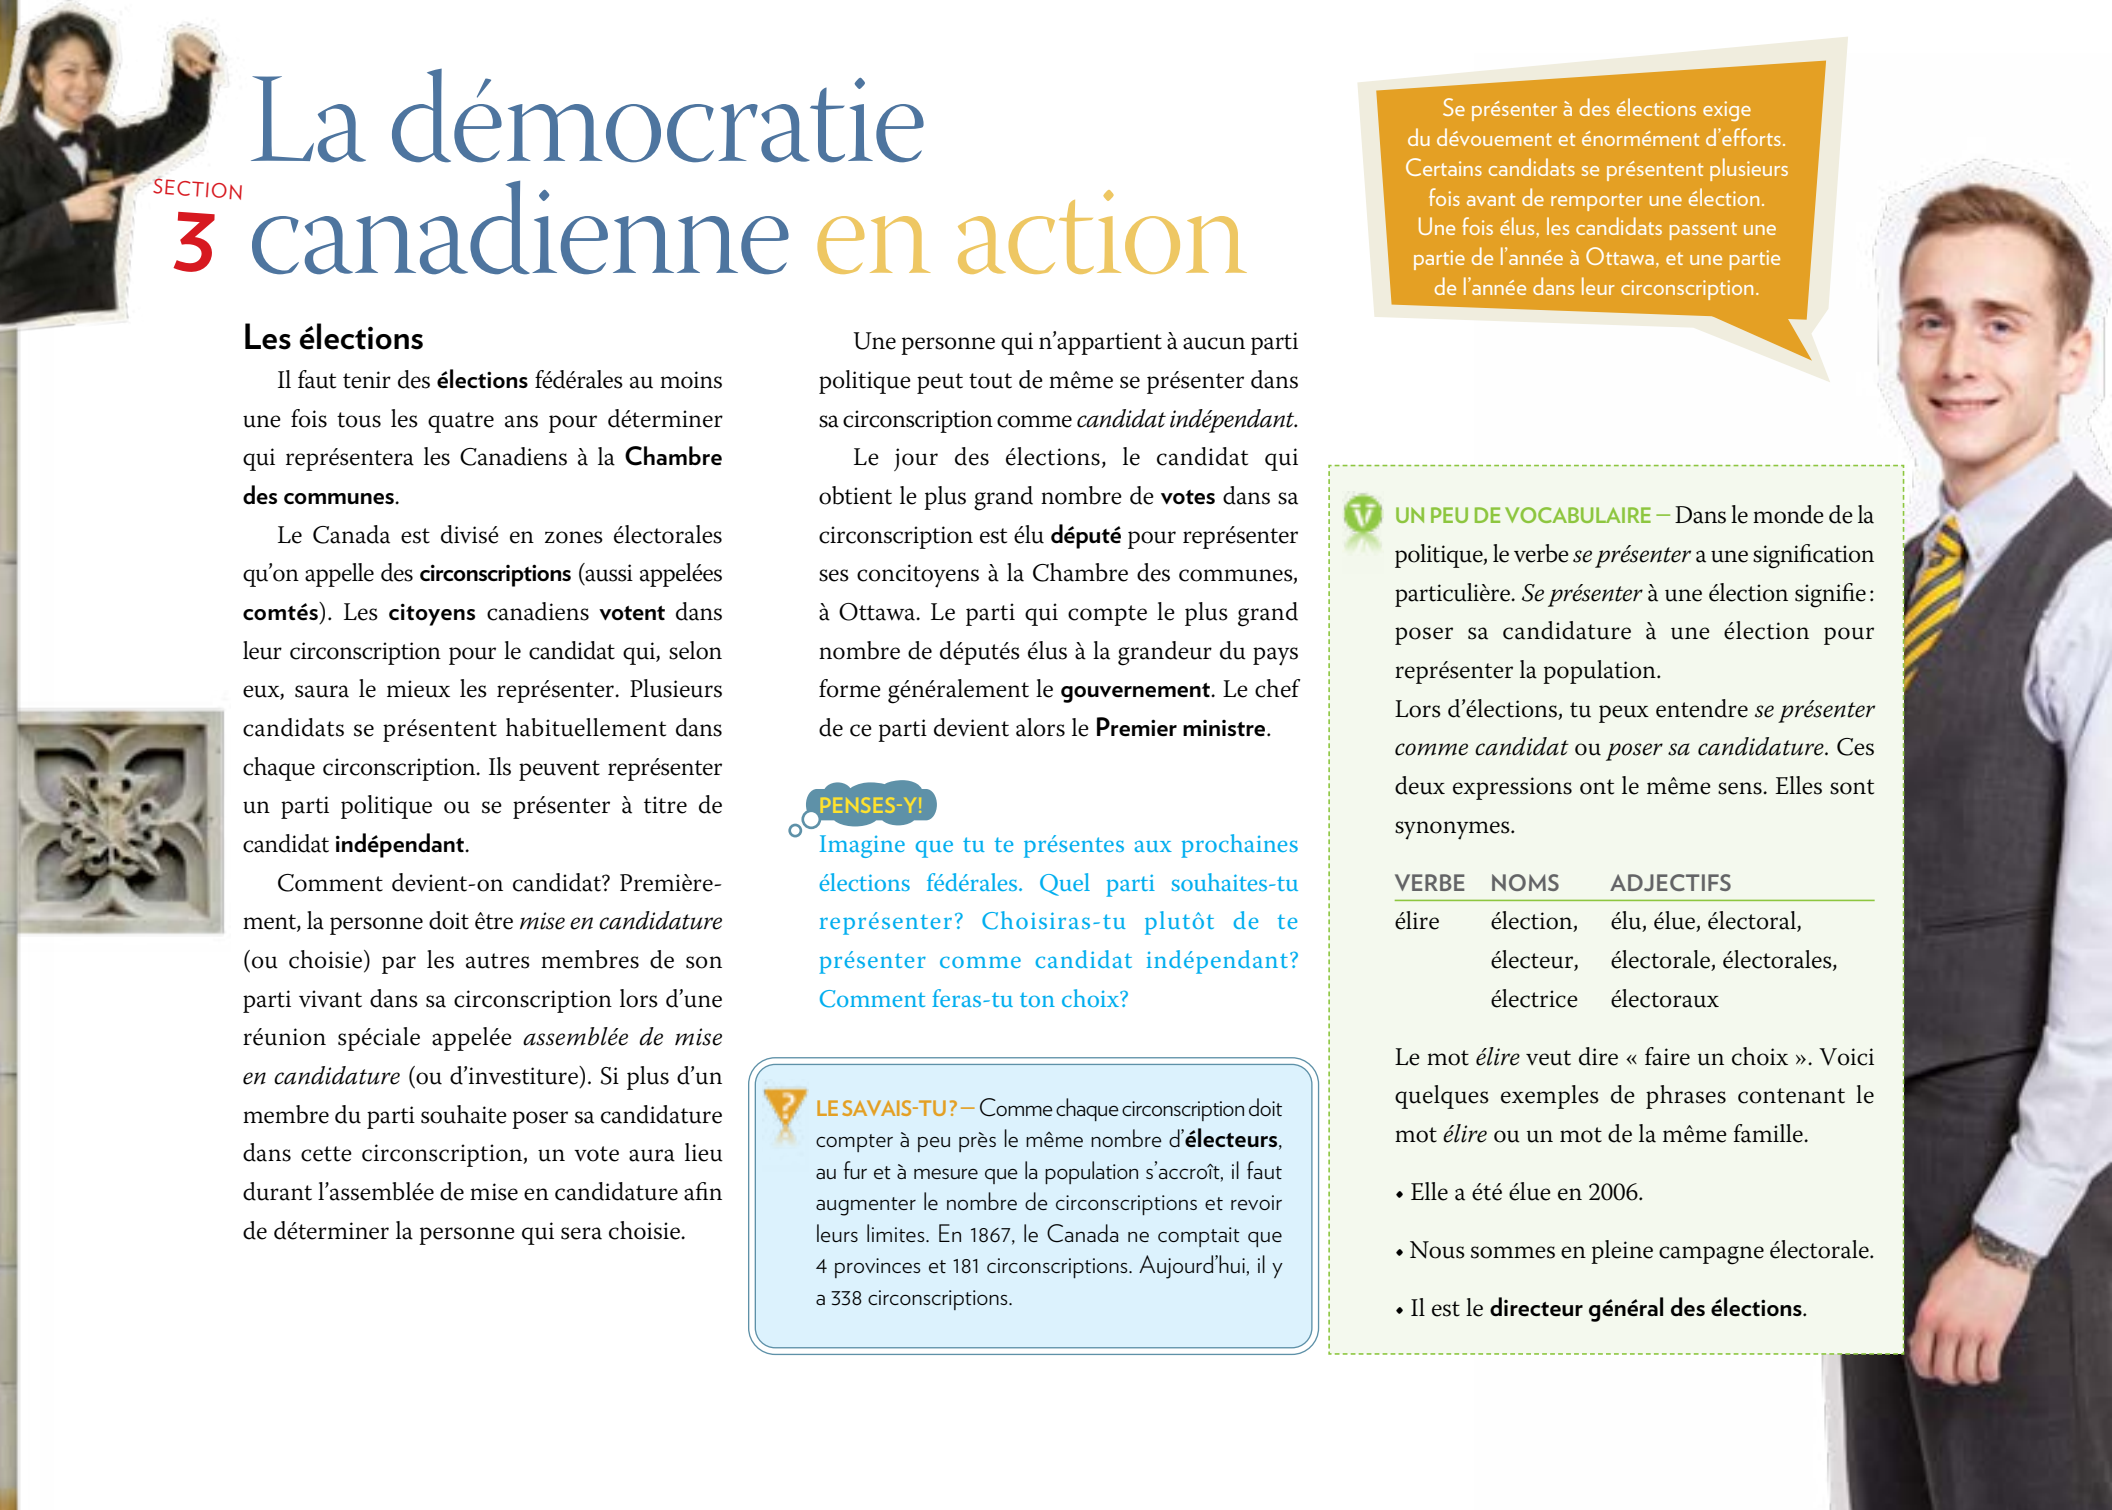 SECTION
3
La démocratie
canadienne en action
Les élections
Il faut tenir des élections fédérales au moins
une fois tous les quatre ans pour déterminer
qui représentera les Canadiens à la Chambre
des communes.
Le Canada est divisé en zones électorales
qu'on appelle des circonscriptions (aussi appelées
comtés). Les citoyens canadiens votent dans
leur circonscription pour le candidat qui, selon
eux, saura le mieux les représenter. Plusieurs
candidats se présentent habituellement dans
chaque circonscription. Ils peuvent représenter
un parti politique ou se présenter à titre de
candidat indépendant.
Comment devient-on candidat? Première-
ment, la personne doit être mise en candidature
(ou choisie) par les autres membres de son
parti vivant dans sa circonscription lors d'une
réunion spéciale appelée assemblée de mise
en candidature (ou d'investiture). Si plus d'un
membre du parti souhaite poser sa candidature
dans cette circonscription, un vote aura lieu
durant l'assemblée de mise en candidature afin
de déterminer la personne qui sera choisie.
Une personne qui n'appartient à aucun parti
politique peut tout de même se présenter dans
sa circonscription comme candidat indépendant.
Le jour des élections, le candidat qui
obtient le plus grand nombre de votes dans sa
circonscription est élu député pour représenter
ses concitoyens à la Chambre des communes,
à Ottawa. Le parti qui compte le plus grand
nombre de députés élus à la grandeur du pays
forme généralement le gouvernement. Le chef
de ce parti devient alors le Premier ministre.
PENSES-Y!
Imagine que tu te présentes aux prochaines
élections fédérales. Quel parti souhaites-tu
représenter? Choisiras-tu plutôt de te
présenter comme candidat indépendant?
Comment feras-tu ton choix?
?
LE SAVAIS-TU? – Comme chaque circonscription doit
compter à peu près le même nombre d'électeurs,
au fur et à mesure que la population s'accroît, il faut
augmenter le nombre de circonscriptions et revoir
leurs limites. En 1867, le Canada ne comptait que
4 provinces et 181 circonscriptions. Aujourd'hui, il y
a 338 circonscriptions.
Se présenter à des élections exige
du dévouement et énormément d'efforts.
Certains candidats se présentent plusieurs
fois avant de remporter une élection.
Une fois élus, les candidats passent une
partie de l'année à Ottawa, et une partie
de l'année dans leur circonscription.
V
UN PEU DE VOCABULAIRE – Dans le monde de la
politique, le verbe se présenter a une signification
particulière. Se présenter à une élection signifie :
poser sa candidature à une élection pour
représenter la population.
Lors d'élections, tu peux entendre se présenter
comme candidat ou poser sa candidature. Ces
deux expressions ont le même sens. Elles sont
synonymes.
VERBE NOMS ADJECTIFS
élire élection, élu, élue, électoral,
électeur, électorale, électorales,
électrice électoraux
Le mot élire veut dire « faire un choix ». Voici
quelques exemples de phrases contenant le
mot élire ou un mot de la même famille.
• Elle a été élue en 2006.
• Nous sommes en pleine campagne électorale.
• Il est le directeur général des élections.